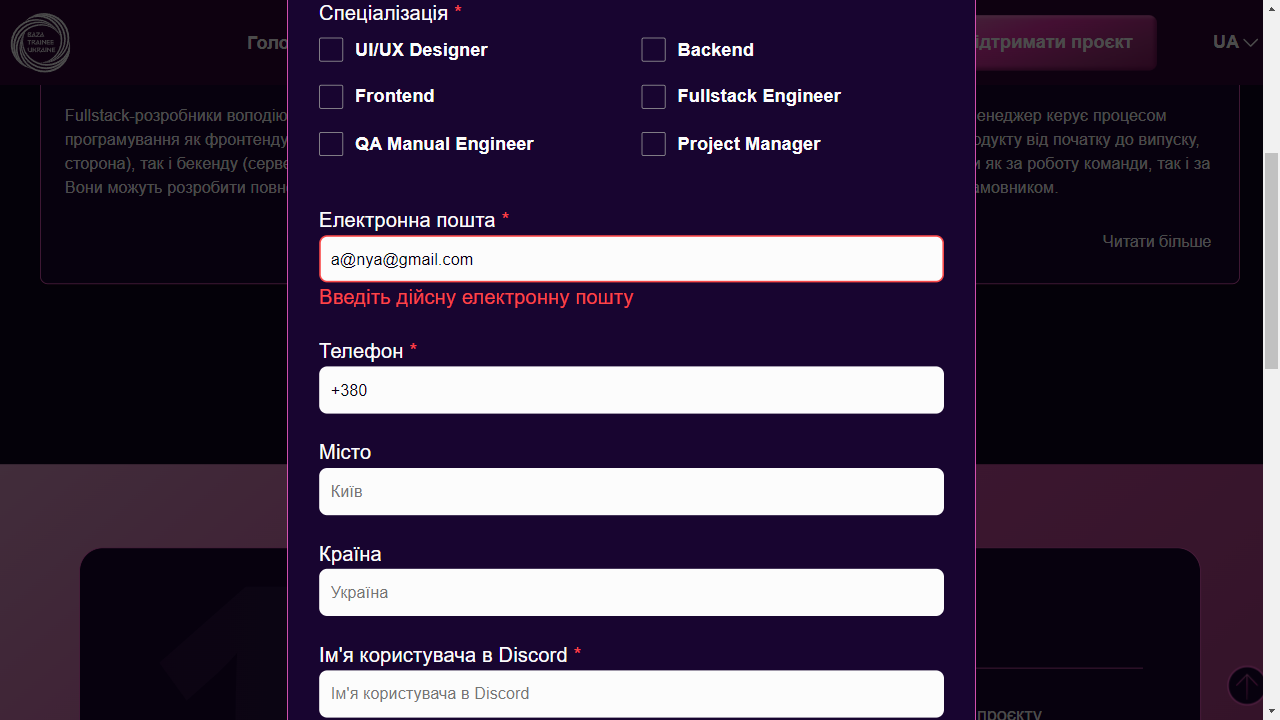 Спеціалізація *
BAZA
TRAINEE
UKRAINE
Голо
ідтримати проєкт
UA
UI/UX Designer
Backend
Frontend
Fullstack Engineer
QA Manual Engineer
Project Manager
Fullstack-розробники володію
програмування як фронтенду
сторона), так і бекенду (серве
Вони можуть розробити повн
енеджер керує процесом
одукту від початку до випуску,
и як за роботу команди, так і за
амовником.
Читати більше
Електронна пошта *
a@nya@gmail.com
Введіть дійсну електронну пошту
Телефон *
+380
Місто
Київ
Країна
Україна
Ім'я користувача в Discord *
Ім'я користувача в Discord
1
проєкту